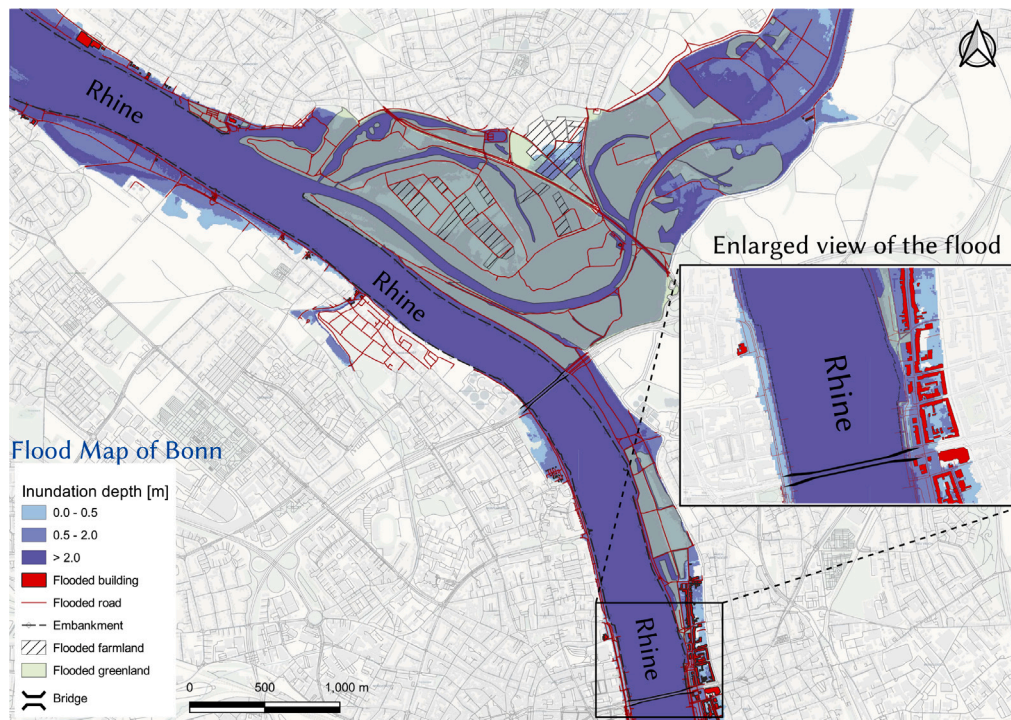 Rhine
Rhine
Enlarged view of the flood
Rhine
Rhine
Flood Map of Bonn
Inundation depth [m]
0.0 - 0.5
0.5 - 2.0
> 2.0
Flooded building
Flooded road
Embankment
Flooded farmland
Flooded greenland
Bridge
0 500 1,000 m